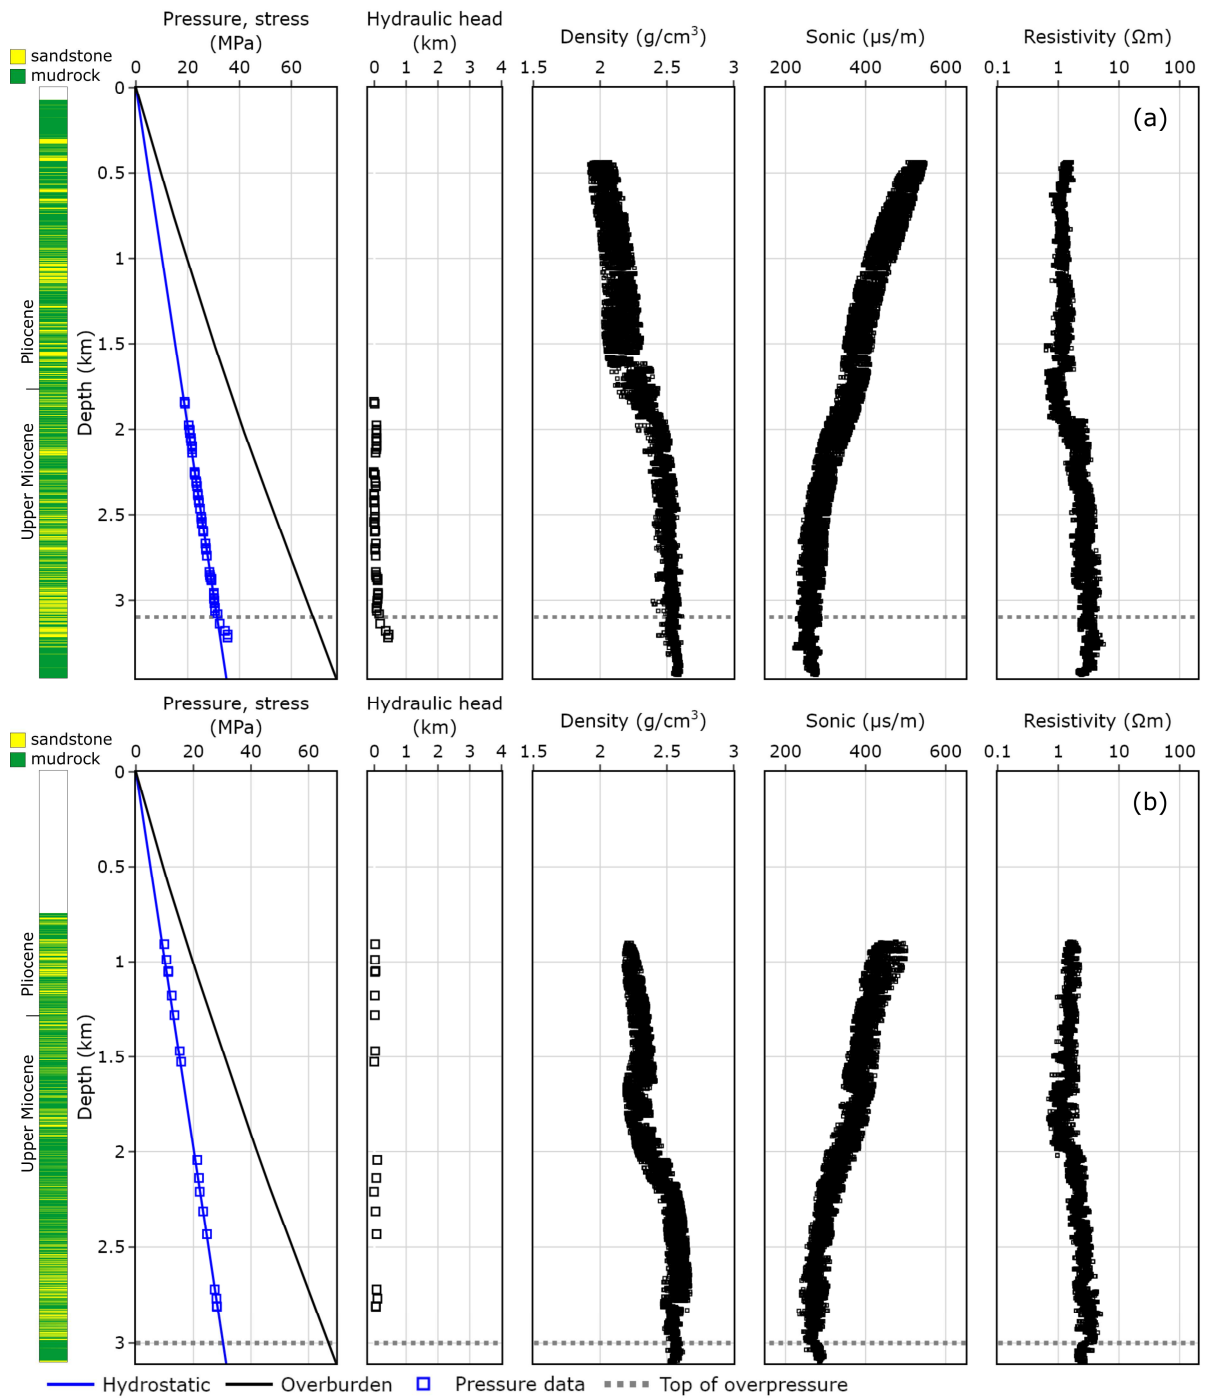 Pressure, stress
(MPa)
Hydraulic head
(km)
Density (g/cm³)
Sonic (µs/m)
Resistivity (Ωm)
sandstone
mudrock
0 20 40 60
0 1 2 3 4
1.5 2 2.5 3
200 400 600
0.1 1 10 100
(a)
0
0.5
1
1.5
2
2.5
3
Depth (km)
Pliocene
Upper Miocene
Pressure, stress
(MPa)
Hydraulic head
(km)
Density (g/cm³)
Sonic (µs/m)
Resistivity (Ωm)
sandstone
mudrock
0 20 40 60
0 1 2 3 4
1.5 2 2.5 3
200 400 600
0.1 1 10 100
(b)
0
0.5
1
1.5
2
2.5
3
Depth (km)
Pliocene
Upper Miocene
Hydrostatic Overburden Pressure data Top of overpressure